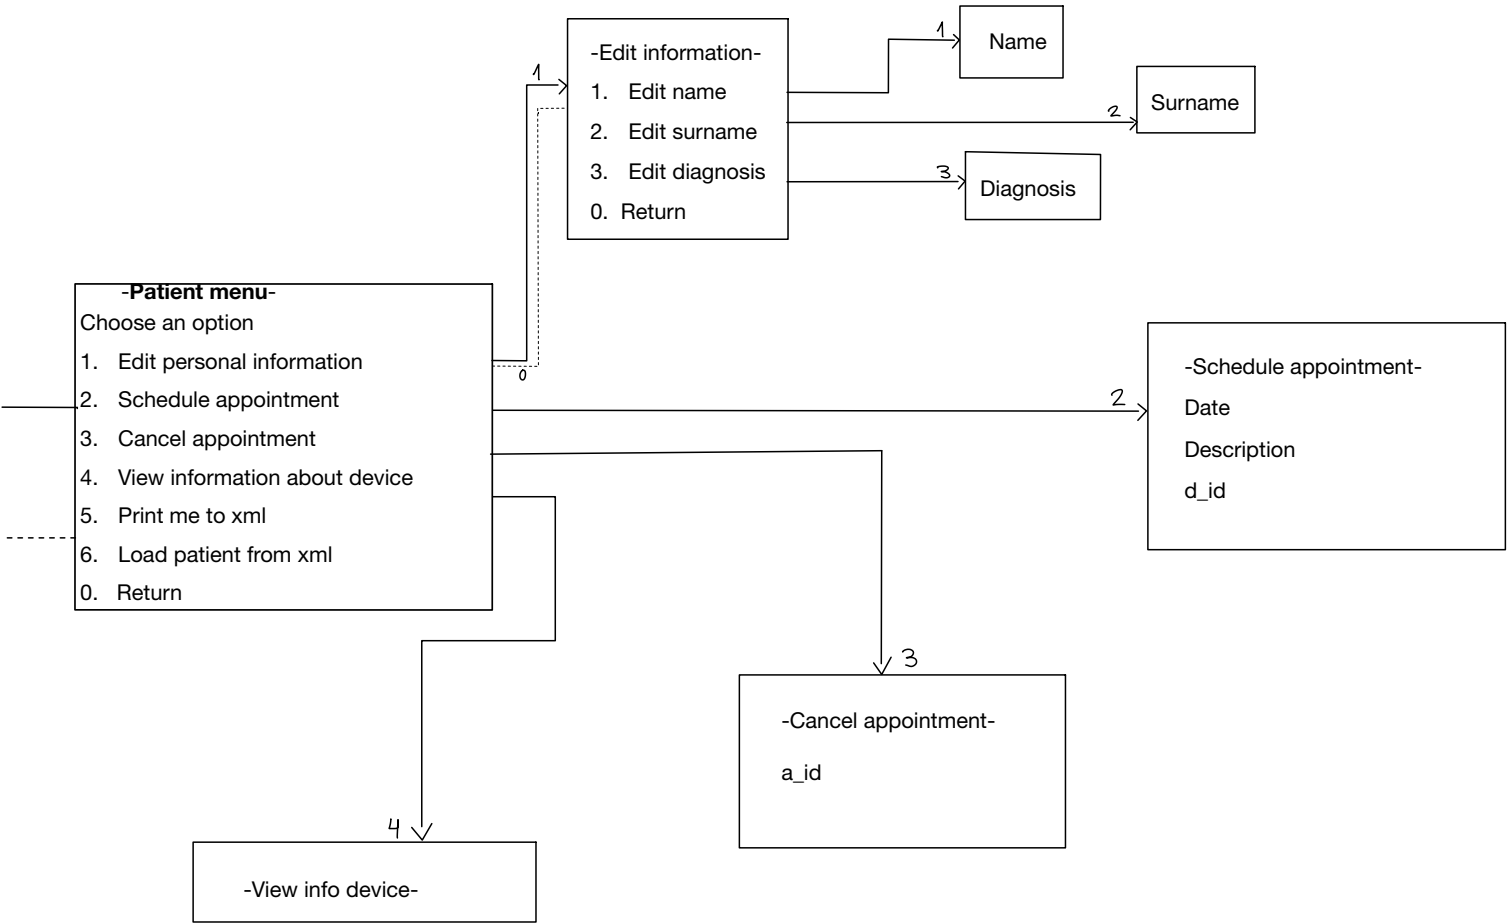 -Edit information-
1. Edit name
2. Edit surname
3. Edit diagnosis
0. Return
1
Name
2
Surname
3
Diagnosis
1
0
-Patient menu-
Choose an option
1. Edit personal information
2. Schedule appointment
3. Cancel appointment
4. View information about device
5. Print me to xml
6. Load patient from xml
0. Return
2
-Schedule appointment-
Date
Description
d_id
3
-Cancel appointment-
a_id
4
-View info device-